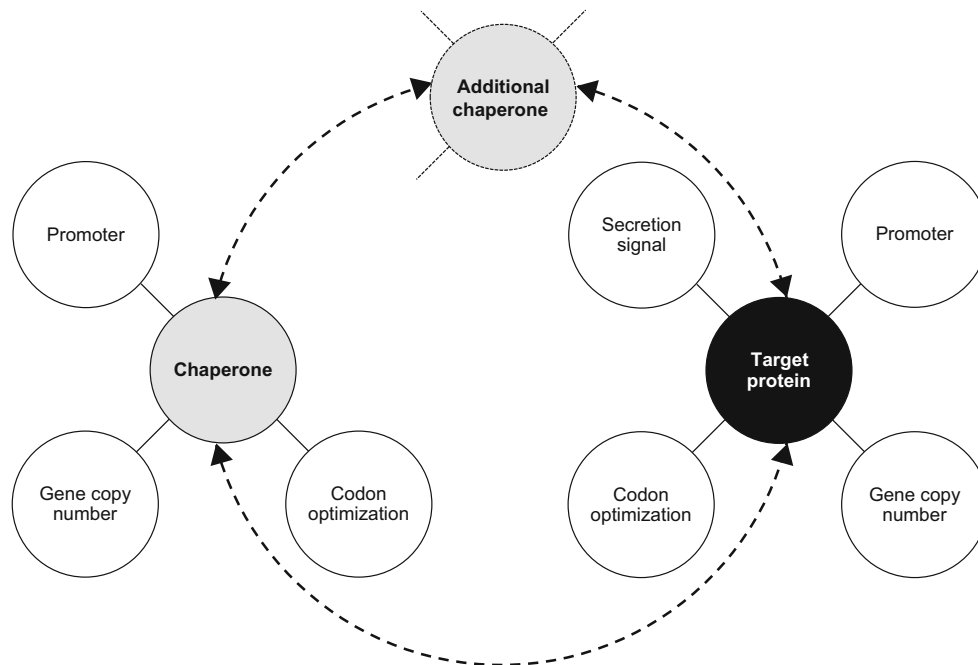 Additional
chaperone
Promoter
Secretion
signal
Promoter
Chaperone
Target
protein
Gene copy
number
Codon
optimization
Codon
optimization
Gene copy
number